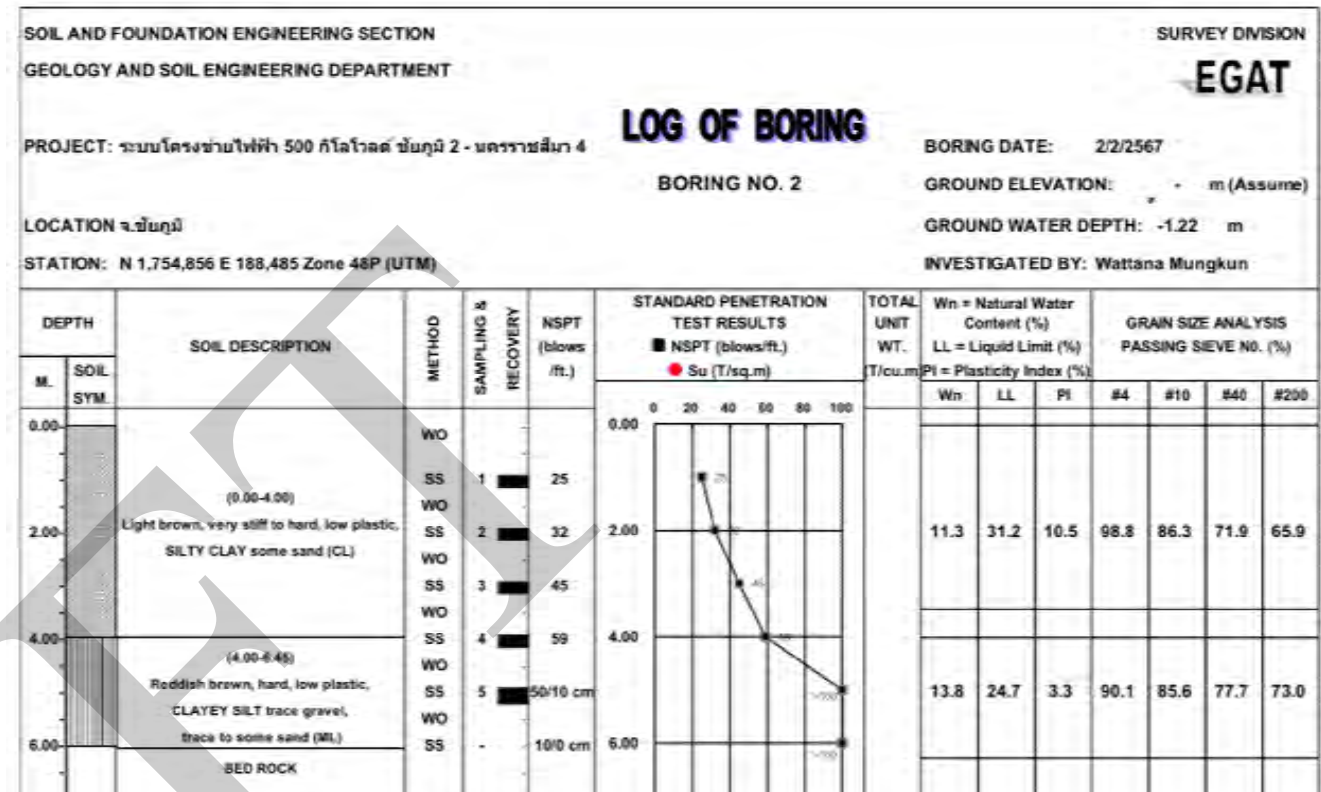 SOIL AND FOUNDATION ENGINEERING SECTION
SURVEY DIVISION
GEOLOGY AND SOIL ENGINEERING DEPARTMENT
EGAT
LOG OF BORING
PROJECT: ระบบโครงข่ายไฟฟ้า 500 กิโลโวลต์ ชัยภูมิ 2 - นครราชสีมา 4
BORING DATE: 2/2/2567
BORING NO. 2
GROUND ELEVATION: - m (Assume)
LOCATION จ.ชัยภูมิ
GROUND WATER DEPTH: -1.22 m
STATION: N 1,754,856 E 188,485 Zone 48P (UTM)
INVESTIGATED BY: Wattana Mungkun
DEPTH
M.
SOIL
SYM.
SOIL DESCRIPTION
METHOD
SAMPLING &
RECOVERY
NSPT
(blows
/ft.)
STANDARD PENETRATION
TEST RESULTS
NSPT (blows/ft.)
Su (T/sq.m)
TOTAL
UNIT
WT.
(T/cu.m
Wn = Natural Water
Content (%)
LL = Liquid Limit (%)
PI = Plasticity Index (%)
GRAIN SIZE ANALYSIS
PASSING SIEVE N0. (%)
Wn LL PI #4 #10 #40 #200
0 20 40 60 80 100
0.00 WO 0.00
SS 1 25 25
(0.00-4.00)
WO
Light brown, very stiff to hard, low plastic,
2.00 SS 2 32 2.00 11.3 31.2 10.5 98.8 86.3 71.9 65.9
SILTY CLAY some sand (CL)
WO
SS 3 45 45
WO
4.00 SS 4 59 4.00
(4.00-6.45)
WO
Reddish brown, hard, low plastic,
SS 5 50/10 cm >100 13.8 24.7 3.3 90.1 85.6 77.7 73.0
CLAYEY SILT trace gravel,
WO
trace to some sand (ML)
6.00 SS - 10/0 cm 6.00 >100
BED ROCK